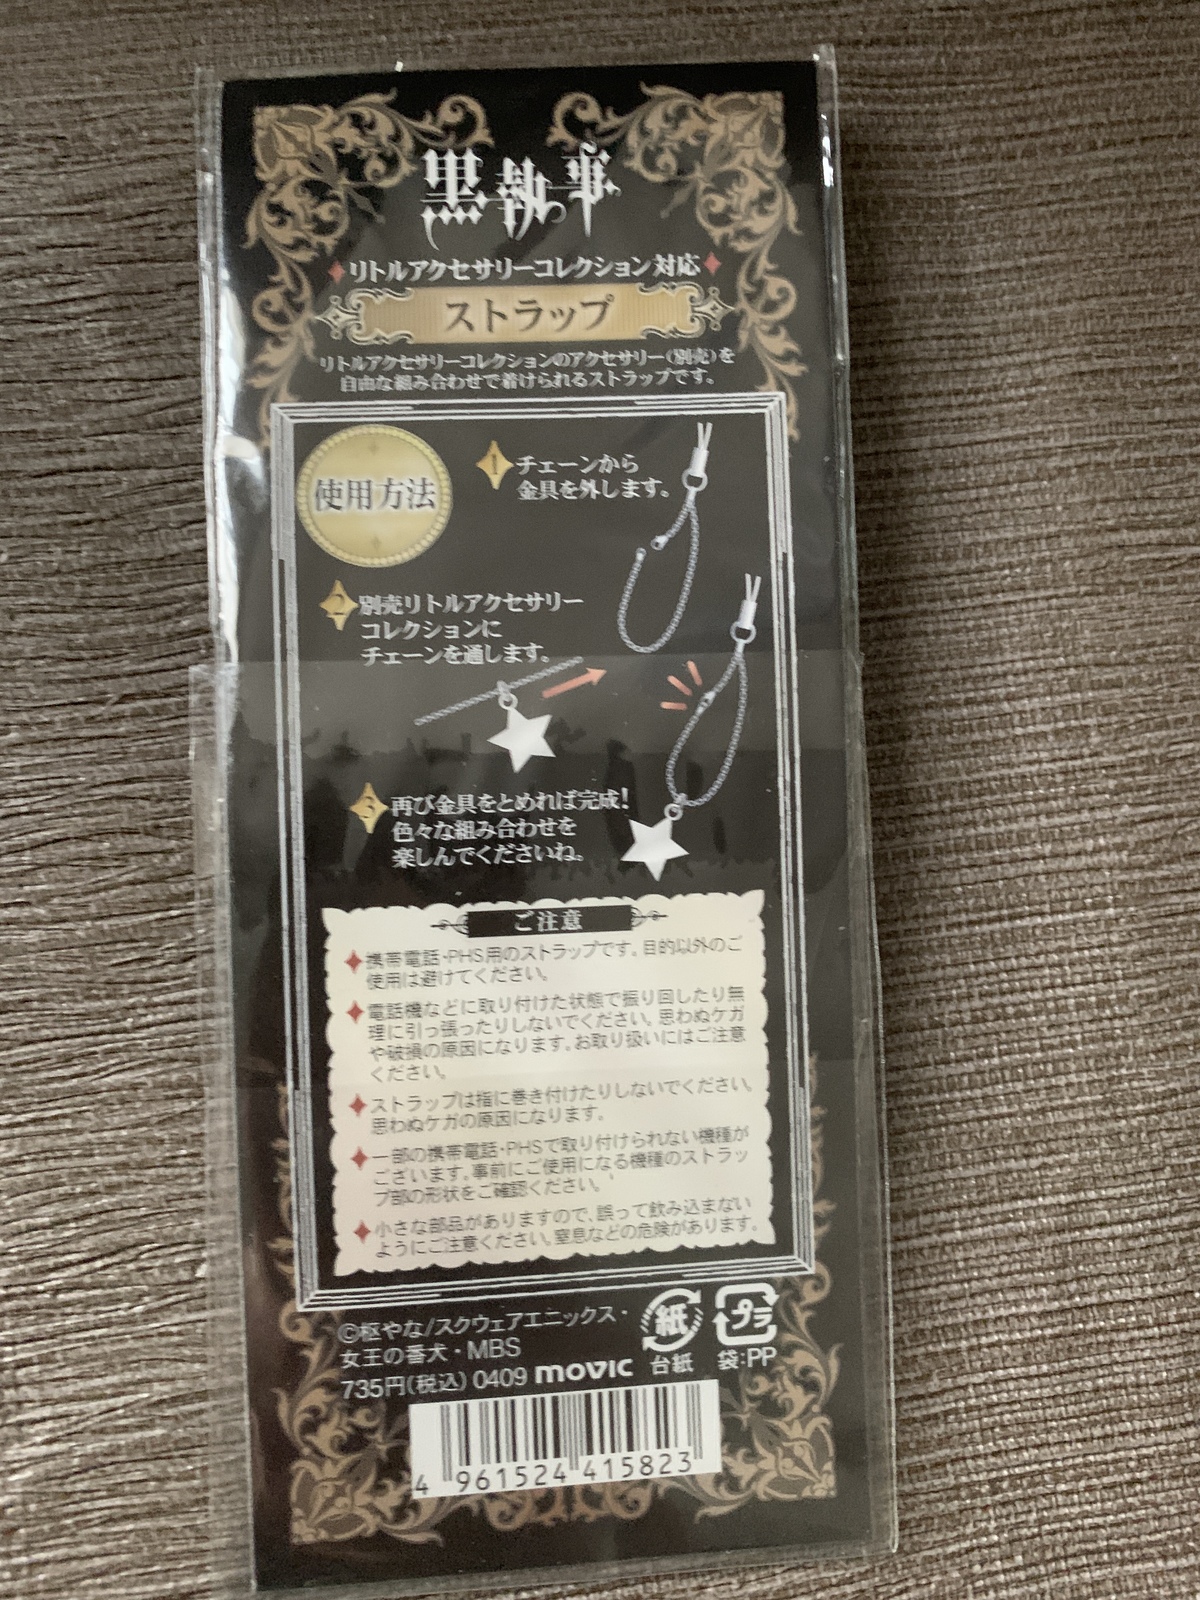 黒執事
リトルアクセサリーコレクション対応
ストラップ
リトルアクセサリーコレクションのアクセサリー(別売)を
自由な組み合わせで着けられるストラップです。
使用方法
1 チェーンから
金具を外します。
2 別売リトルアクセサリー
コレクションに
チェーンを通します。
3 再び金具をとめれば完成!
色々な組み合わせを
楽しんでくださいね。
ご注意
携帯電話・PHS用のストラップです。目的以外のご
使用は避けてください。
電話機などに取り付けた状態で振り回したり無
理に引っ張ったりしないでください。思わぬケガ
や破損の原因になります。お取り扱いにはご注意
ください。
ストラップは指に巻き付けたりしないでください。
思わぬケガの原因になります。
一部の携帯電話・PHSで取り付けられない機種が
ございます。事前にご使用になる機種のストラッ
プ部の形状をご確認ください。
小さな部品がありますので、誤って飲み込まない
ようにご注意ください。窒息などの危険があります。
©枢やな/スクウェアエニックス・
女王の番犬・MBS
735円(税込) 0409 movic
紙
台紙
プラ
袋:PP
4 961524 415823